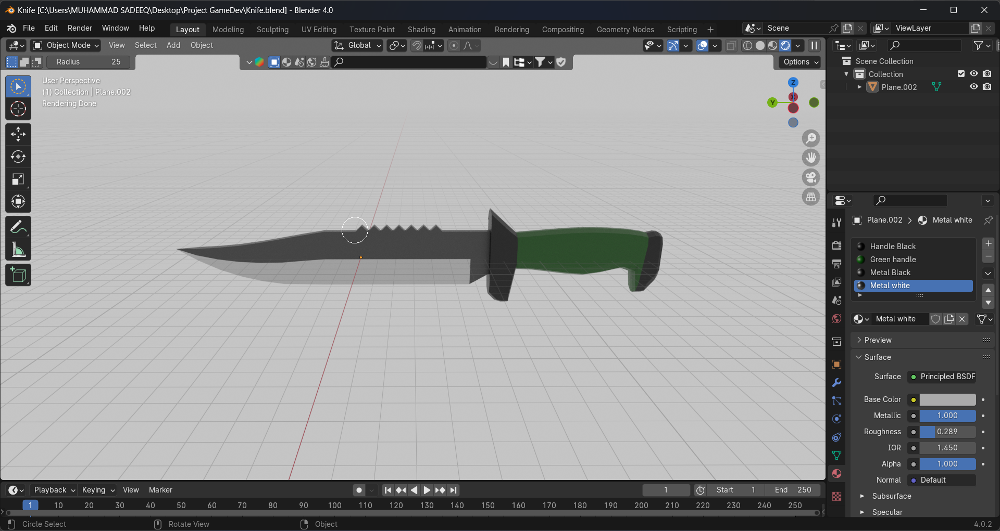 Knife [C:\Users\MUHAMMAD SADEEQ\Desktop\Project GameDev\Knife.blend] - Blender 4.0
File Edit Render Window Help Layout Modeling Sculpting UV Editing Texture Paint Shading Animation Rendering Compositing Geometry Nodes Scripting + Scene ViewLayer
Object Mode View Select Add Object Global
Radius 25 Options
User Perspective
(1) Collection | Plane.002
Rendering Done
Z
X
Y
Scene Collection
Collection
Plane.002
Plane.002 > Metal white
Handle Black
Green handle
Metal Black
Metal white
Metal white
Preview
Surface
Surface Principled BSDF
Base Color
Metallic 1.000
Roughness 0.289
IOR 1.450
Alpha 1.000
Normal Default
Subsurface
Specular
Playback Keying View Marker 1 Start 1 End 250
1 10 20 30 40 50 60 70 80 90 100 110 120 130 140 150 160 170 180 190 200 210 220 230 240 250
Circle Select Rotate View Object 4.0.2